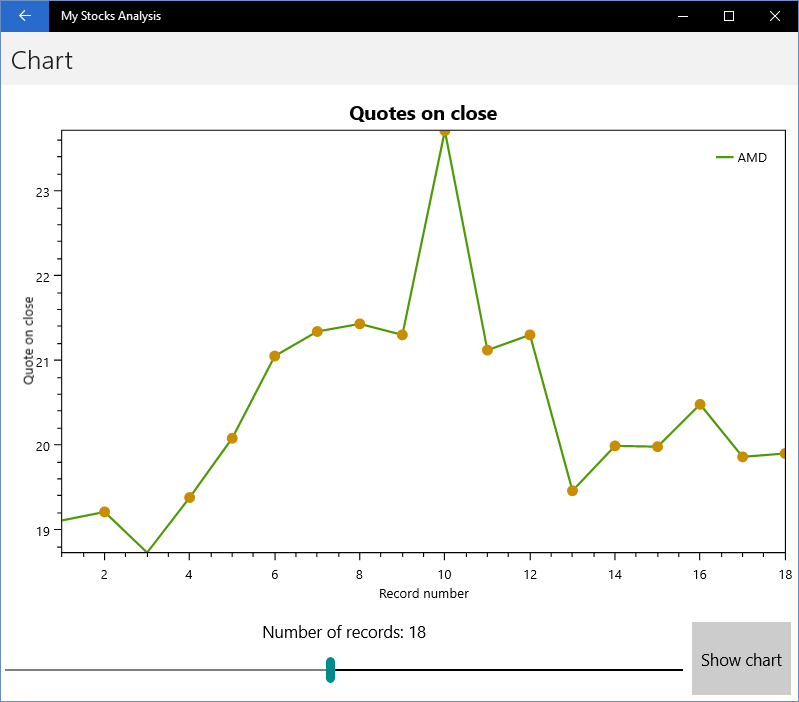 My Stocks Analysis
Chart
Quotes on close
AMD
23
22
21
20
19
Quote on close
2 4 6 8 10 12 14 16 18
Record number
Number of records: 18
Show chart